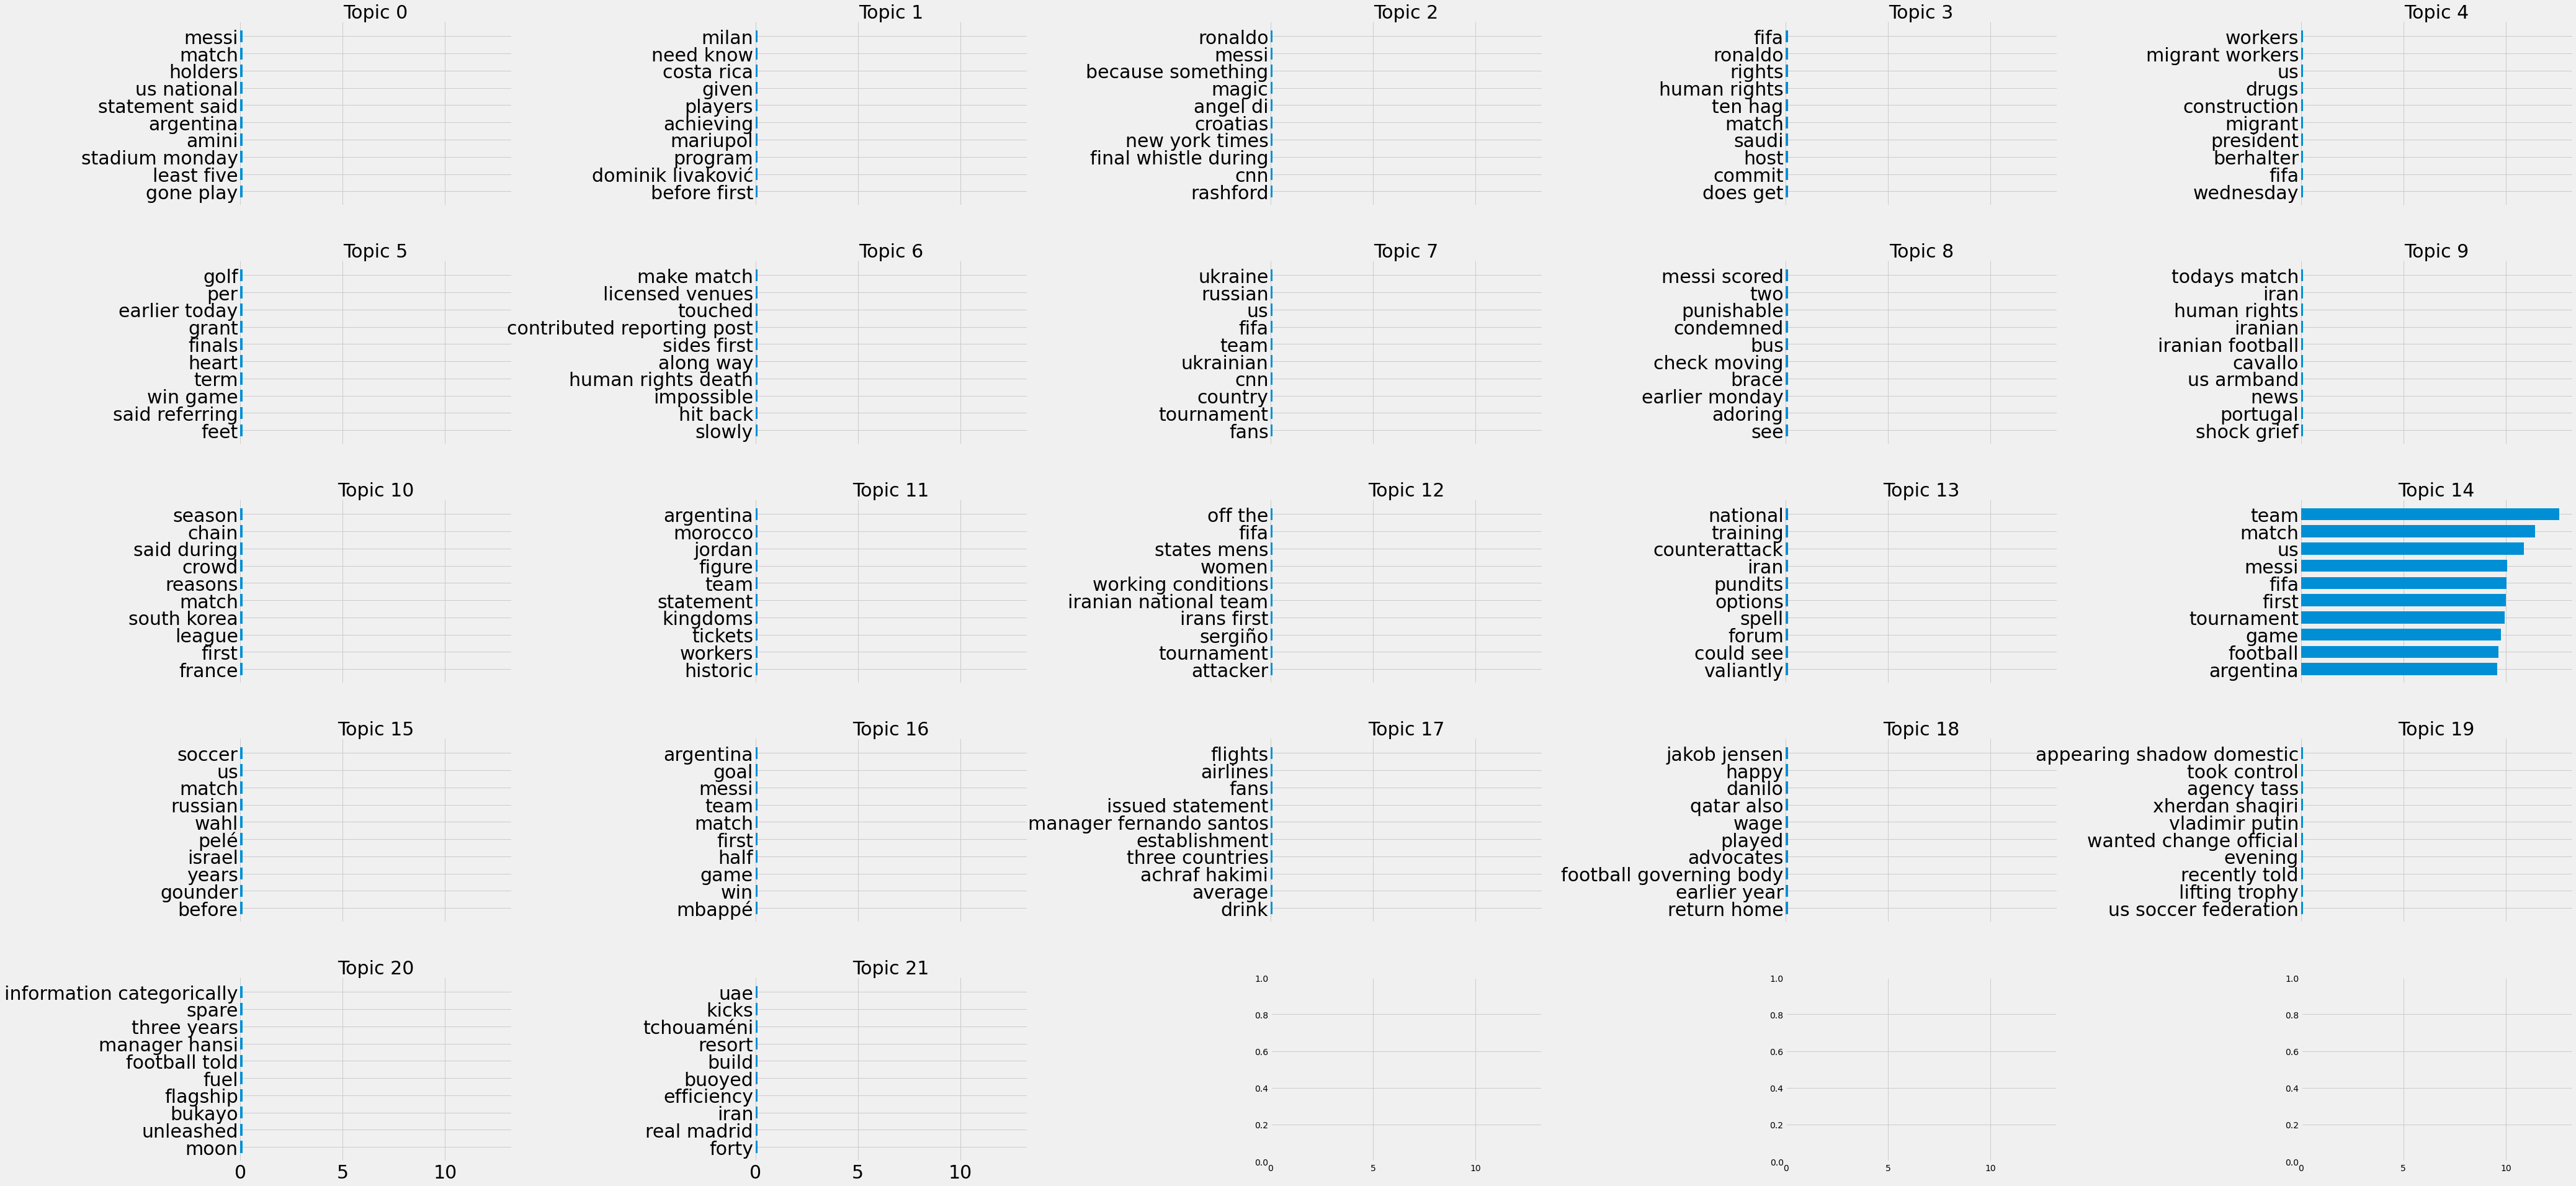 Topic 0
messi
match
holders
us national
statement said
argentina
amini
stadium monday
least five
gone play
Topic 1
milan
need know
costa rica
given
players
achieving
mariupol
program
dominik livaković
before first
Topic 2
ronaldo
messi
because something
magic
angel di
croatias
new york times
final whistle during
cnn
rashford
Topic 3
fifa
ronaldo
rights
human rights
ten hag
match
saudi
host
commit
does get
Topic 4
workers
migrant workers
us
drugs
construction
migrant
president
berhalter
fifa
wednesday
Topic 5
golf
per
earlier today
grant
finals
heart
term
win game
said referring
feet
Topic 6
make match
licensed venues
touched
contributed reporting post
sides first
along way
human rights death
impossible
hit back
slowly
Topic 7
ukraine
russian
us
fifa
team
ukrainian
cnn
country
tournament
fans
Topic 8
messi scored
two
punishable
condemned
bus
check moving
brace
earlier monday
adoring
see
Topic 9
todays match
iran
human rights
iranian
iranian football
cavallo
us armband
news
portugal
shock grief
Topic 10
season
chain
said during
crowd
reasons
match
south korea
league
first
france
Topic 11
argentina
morocco
jordan
figure
team
statement
kingdoms
tickets
workers
historic
Topic 12
off the
fifa
states mens
women
working conditions
iranian national team
irans first
sergiño
tournament
attacker
Topic 13
national
training
counterattack
iran
pundits
options
spell
forum
could see
valiantly
Topic 14
team
match
us
messi
fifa
first
tournament
game
football
argentina
Topic 15
soccer
us
match
russian
wahl
pelé
israel
years
gounder
before
Topic 16
argentina
goal
messi
team
match
first
half
game
win
mbappé
Topic 17
flights
airlines
fans
issued statement
manager fernando santos
establishment
three countries
achraf hakimi
average
drink
Topic 18
jakob jensen
happy
danilo
qatar also
wage
played
advocates
football governing body
earlier year
return home
Topic 19
appearing shadow domestic
took control
agency tass
xherdan shaqiri
vladimir putin
wanted change official
evening
recently told
lifting trophy
us soccer federation
Topic 20
information categorically
spare
three years
manager hansi
football told
fuel
flagship
bukayo
unleashed
moon
0 5 10
Topic 21
uae
kicks
tchouaméni
resort
build
buoyed
efficiency
iran
real madrid
forty
0 5 10
1.0
0.8
0.6
0.4
0.2
0.0
0 5 10
1.0
0.8
0.6
0.4
0.2
0.0
0 5 10
1.0
0.8
0.6
0.4
0.2
0.0
0 5 10